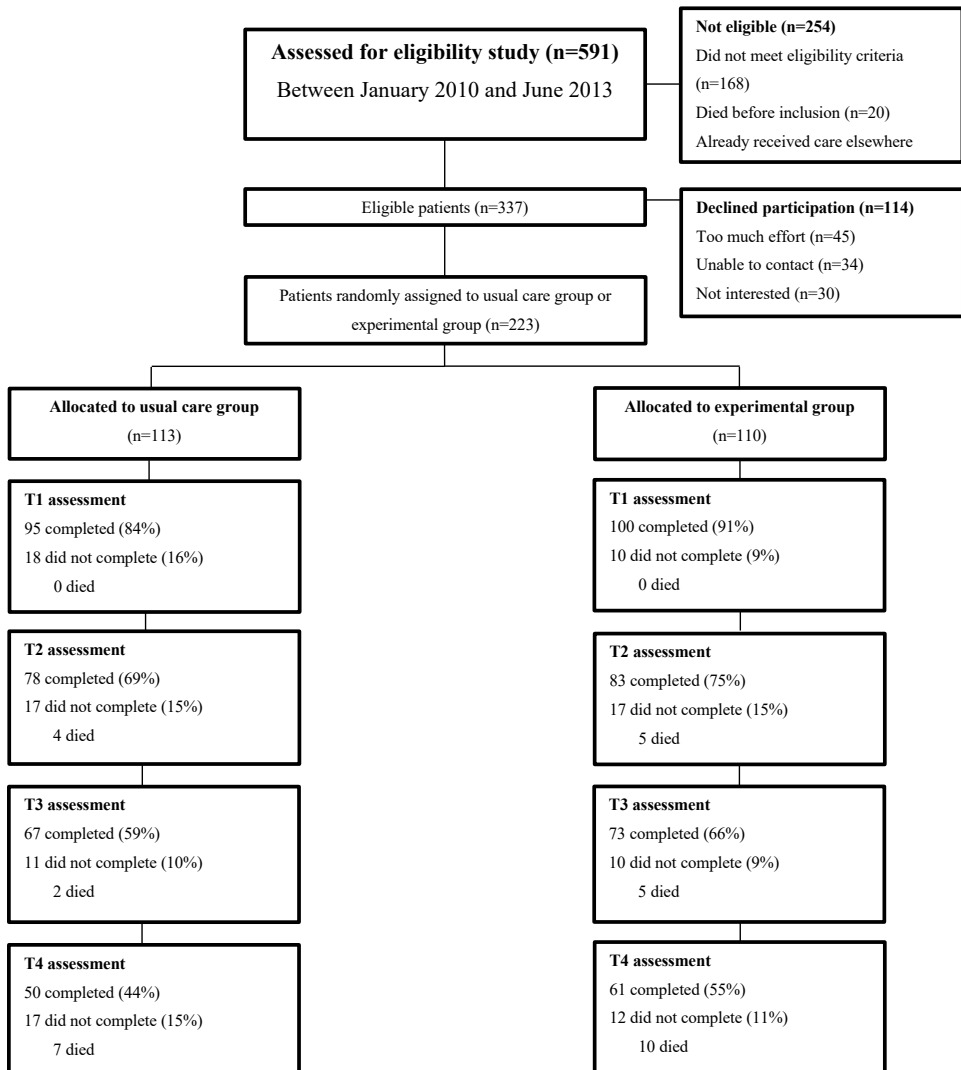 Assessed for eligibility study (n=591)
Between January 2010 and June 2013
Not eligible (n=254)
Did not meet eligibility criteria
(n=168)
Died before inclusion (n=20)
Already received care elsewhere
Eligible patients (n=337)
Declined participation (n=114)
Too much effort (n=45)
Unable to contact (n=34)
Not interested (n=30)
Patients randomly assigned to usual care group or
experimental group (n=223)
Allocated to usual care group
(n=113)
Allocated to experimental group
(n=110)
T1 assessment
95 completed (84%)
18 did not complete (16%)
0 died
T1 assessment
100 completed (91%)
10 did not complete (9%)
0 died
T2 assessment
78 completed (69%)
17 did not complete (15%)
4 died
T2 assessment
83 completed (75%)
17 did not complete (15%)
5 died
T3 assessment
67 completed (59%)
11 did not complete (10%)
2 died
T3 assessment
73 completed (66%)
10 did not complete (9%)
5 died
T4 assessment
50 completed (44%)
17 did not complete (15%)
7 died
T4 assessment
61 completed (55%)
12 did not complete (11%)
10 died